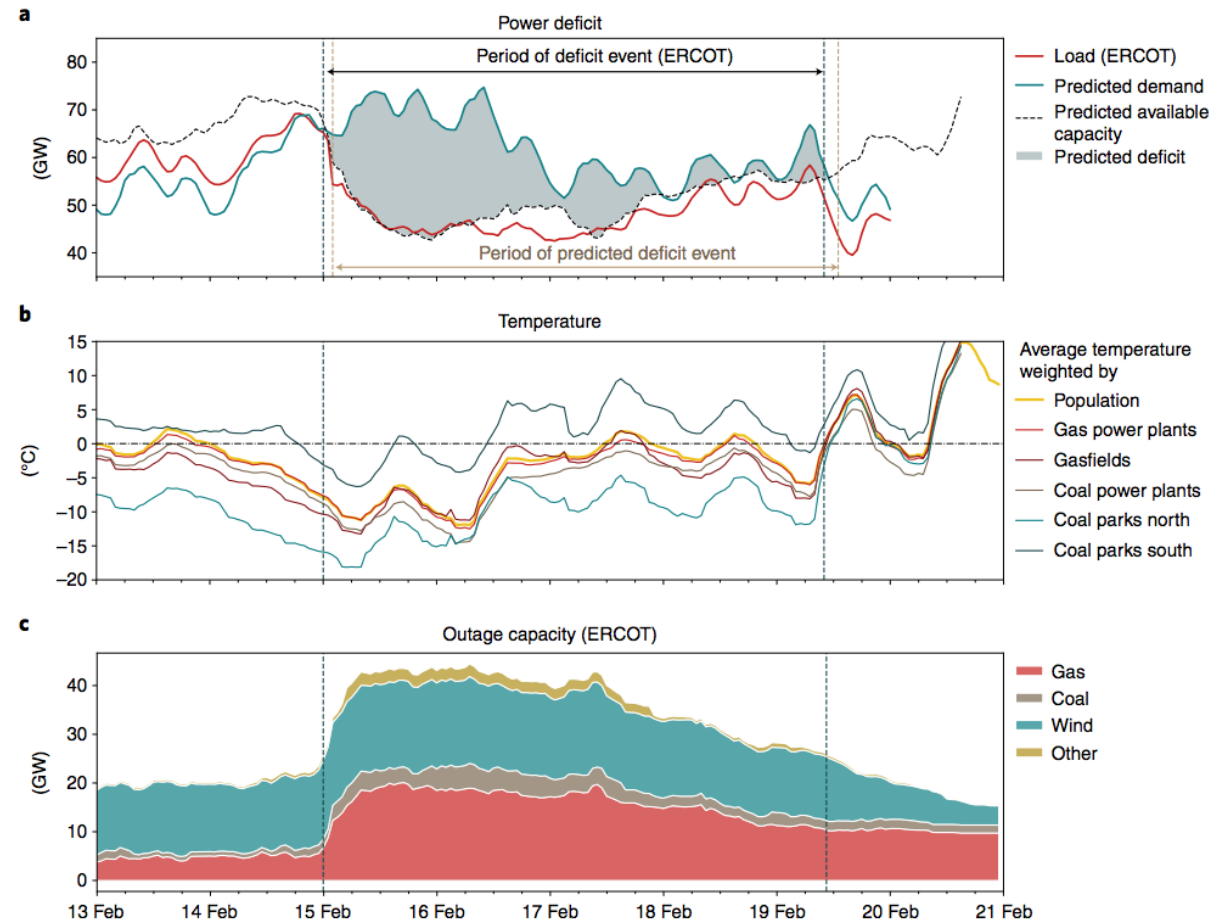 a
Power deficit
Period of deficit event (ERCOT)
Period of predicted deficit event
80
70
60
50
40
(GW)
Load (ERCOT)
Predicted demand
Predicted available
capacity
Predicted deficit
b
Temperature
15
10
5
0
−5
−10
−15
−20
(°C)
Average temperature
weighted by
Population
Gas power plants
Gasfields
Coal power plants
Coal parks north
Coal parks south
c
Outage capacity (ERCOT)
40
30
20
10
0
(GW)
Gas
Coal
Wind
Other
13 Feb
14 Feb
15 Feb
16 Feb
17 Feb
18 Feb
19 Feb
20 Feb
21 Feb